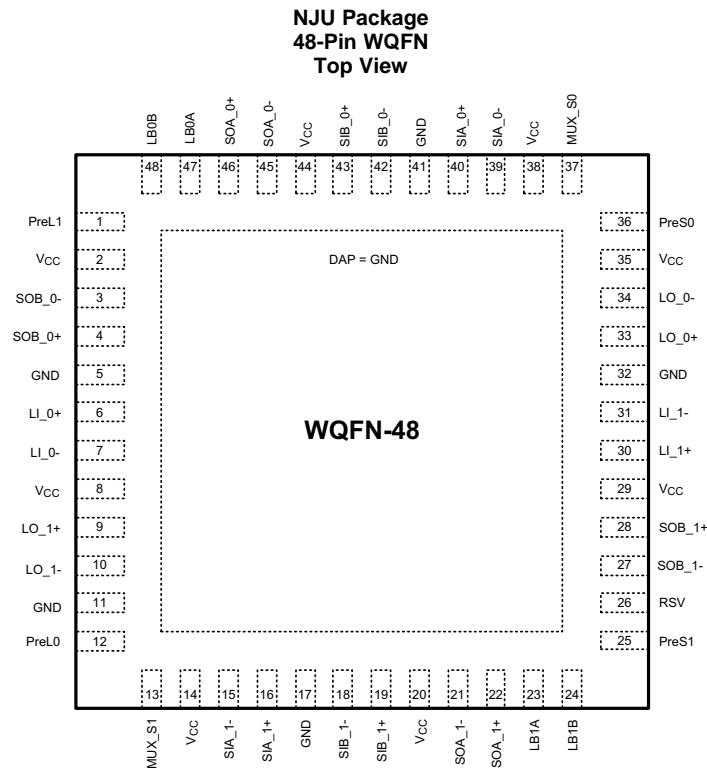 NJU Package
48-Pin WQFN
Top View
LB0B
LB0A
SOA_0+
SOA_0-
VCC
SIB_0+
SIB_0-
GND
SIA_0+
SIA_0-
VCC
MUX_S0
48 47 46 45 44 43 42 41 40 39 38 37
PreL1 1
VCC 2
SOB_0- 3
SOB_0+ 4
GND 5
LI_0+ 6
LI_0- 7
VCC 8
LO_1+ 9
LO_1- 10
GND 11
PreL0 12
DAP = GND
WQFN-48
36 PreS0
35 VCC
34 LO_0-
33 LO_0+
32 GND
31 LI_1-
30 LI_1+
29 VCC
28 SOB_1+
27 SOB_1-
26 RSV
25 PreS1
13 14 15 16 17 18 19 20 21 22 23 24
MUX_S1
VCC
SIA_1-
SIA_1+
GND
SIB_1-
SIB_1+
VCC
SOA_1-
SOA_1+
LB1A
LB1B